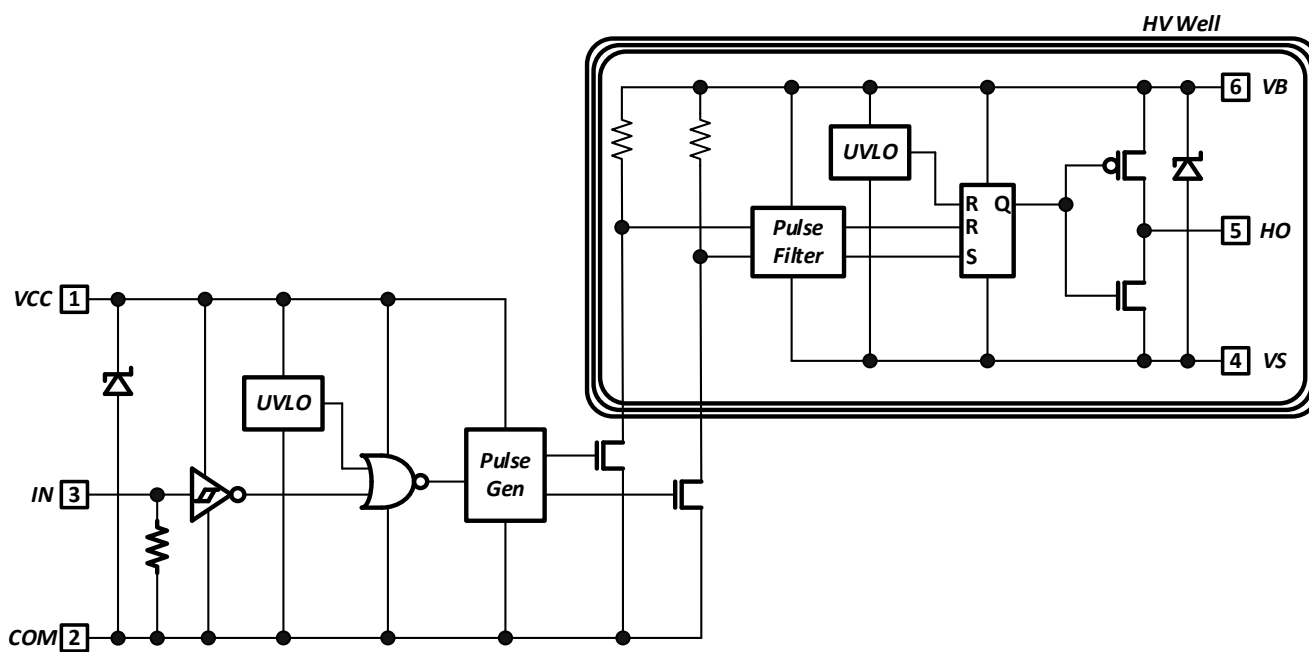 HV Well
6 VB
UVLO
R Q
R
S
Pulse
Filter
5 HO
VCC 1
4 VS
UVLO
Pulse
Gen
IN 3
COM 2